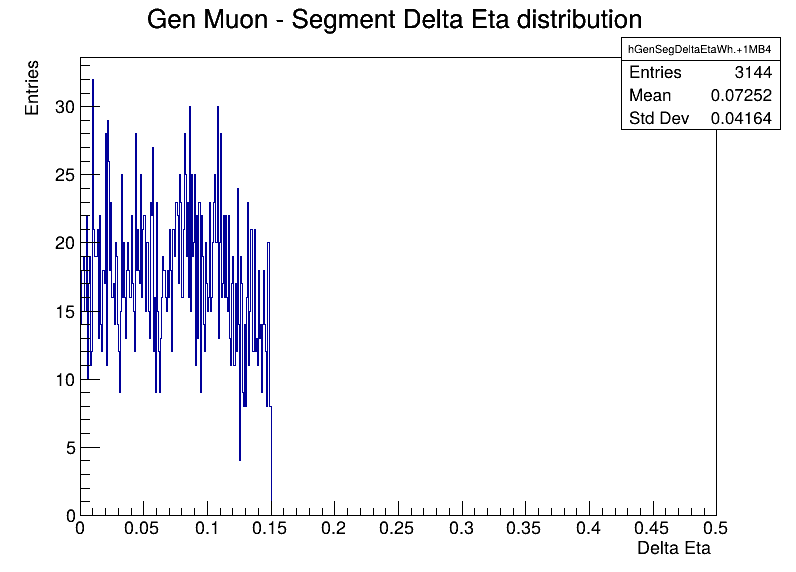 Gen Muon - Segment Delta Eta distribution
hGenSegDeltaEtaWh.+1MB4
Entries 3144
Mean 0.07252
Std Dev 0.04164
Entries
30
25
20
15
10
5
0
0 0.05 0.1 0.15 0.2 0.25 0.3 0.35 0.4 0.45 0.5
Delta Eta